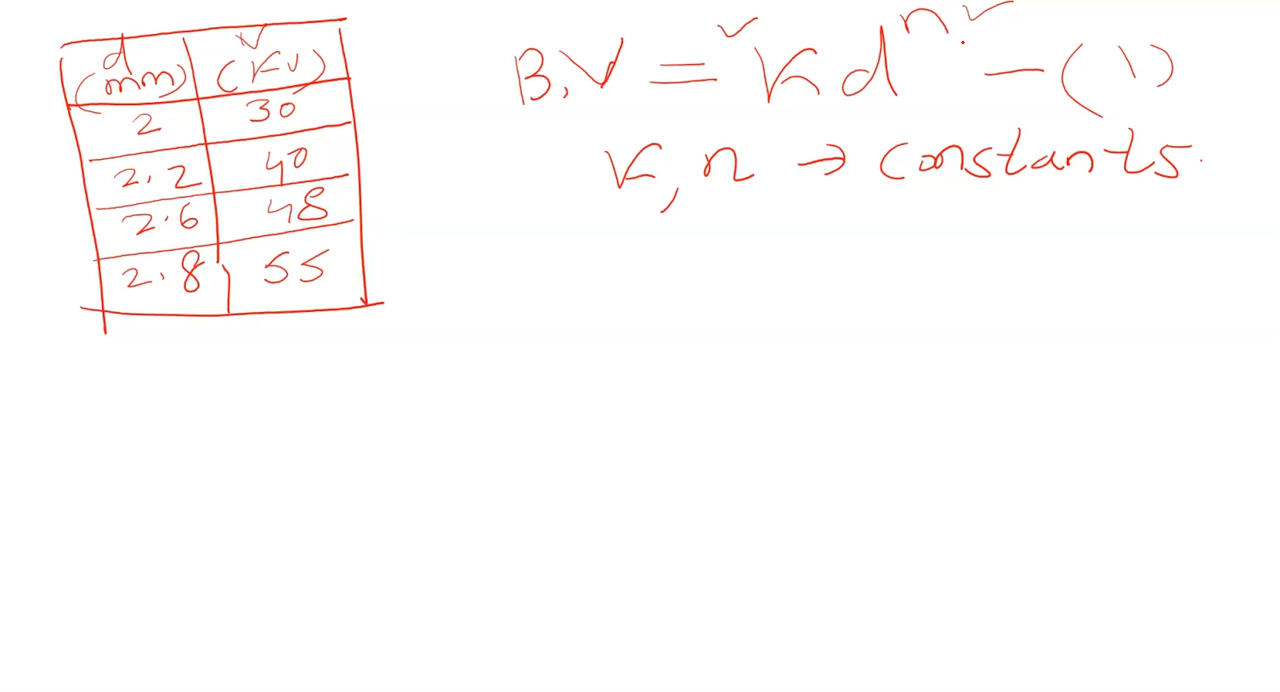 d (mm) V (KV)
2 30
2.2 40
2.6 48
2.8 55
B.V = K d^n - (1)
K, n → constants.